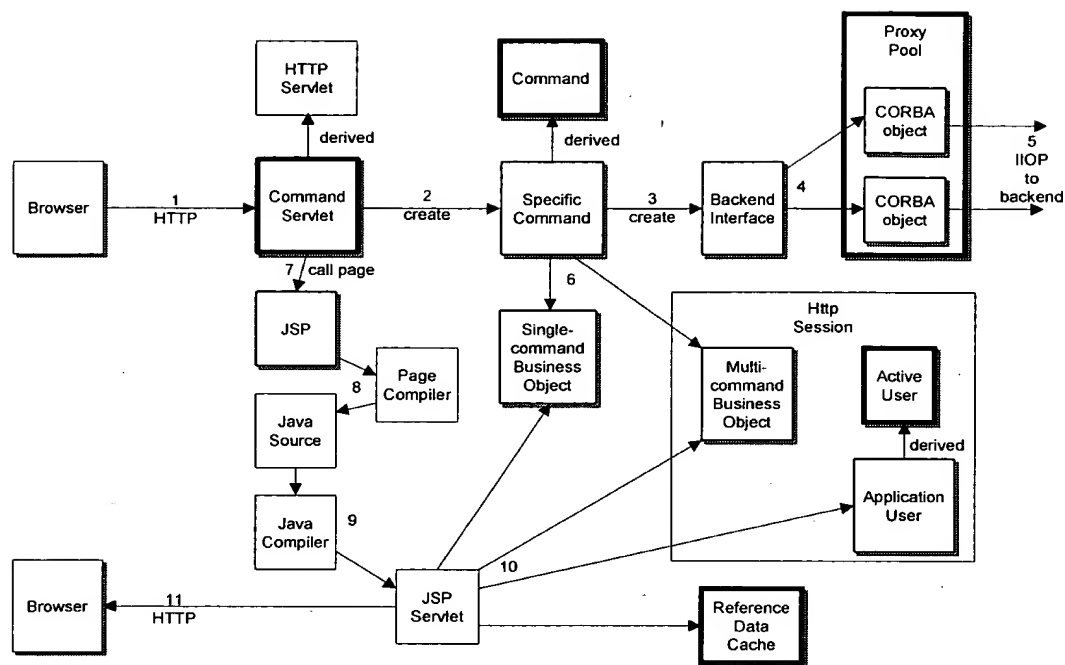 Proxy
Pool
HTTP
Servlet
Command
CORBA
object
derived
derived
5
IIOP
to
backend
Browser
1
HTTP
Command
Servlet
2
create
Specific
Command
3
create
Backend
Interface
4
CORBA
object
7 call page
6
Http
Session
JSP
Single-
command
Business
Object
Multi-
command
Business
Object
Active
User
Page
Compiler
8
Java
Source
derived
Application
User
Java
Compiler
9
10
Browser
11
HTTP
JSP
Servlet
Reference
Data
Cache